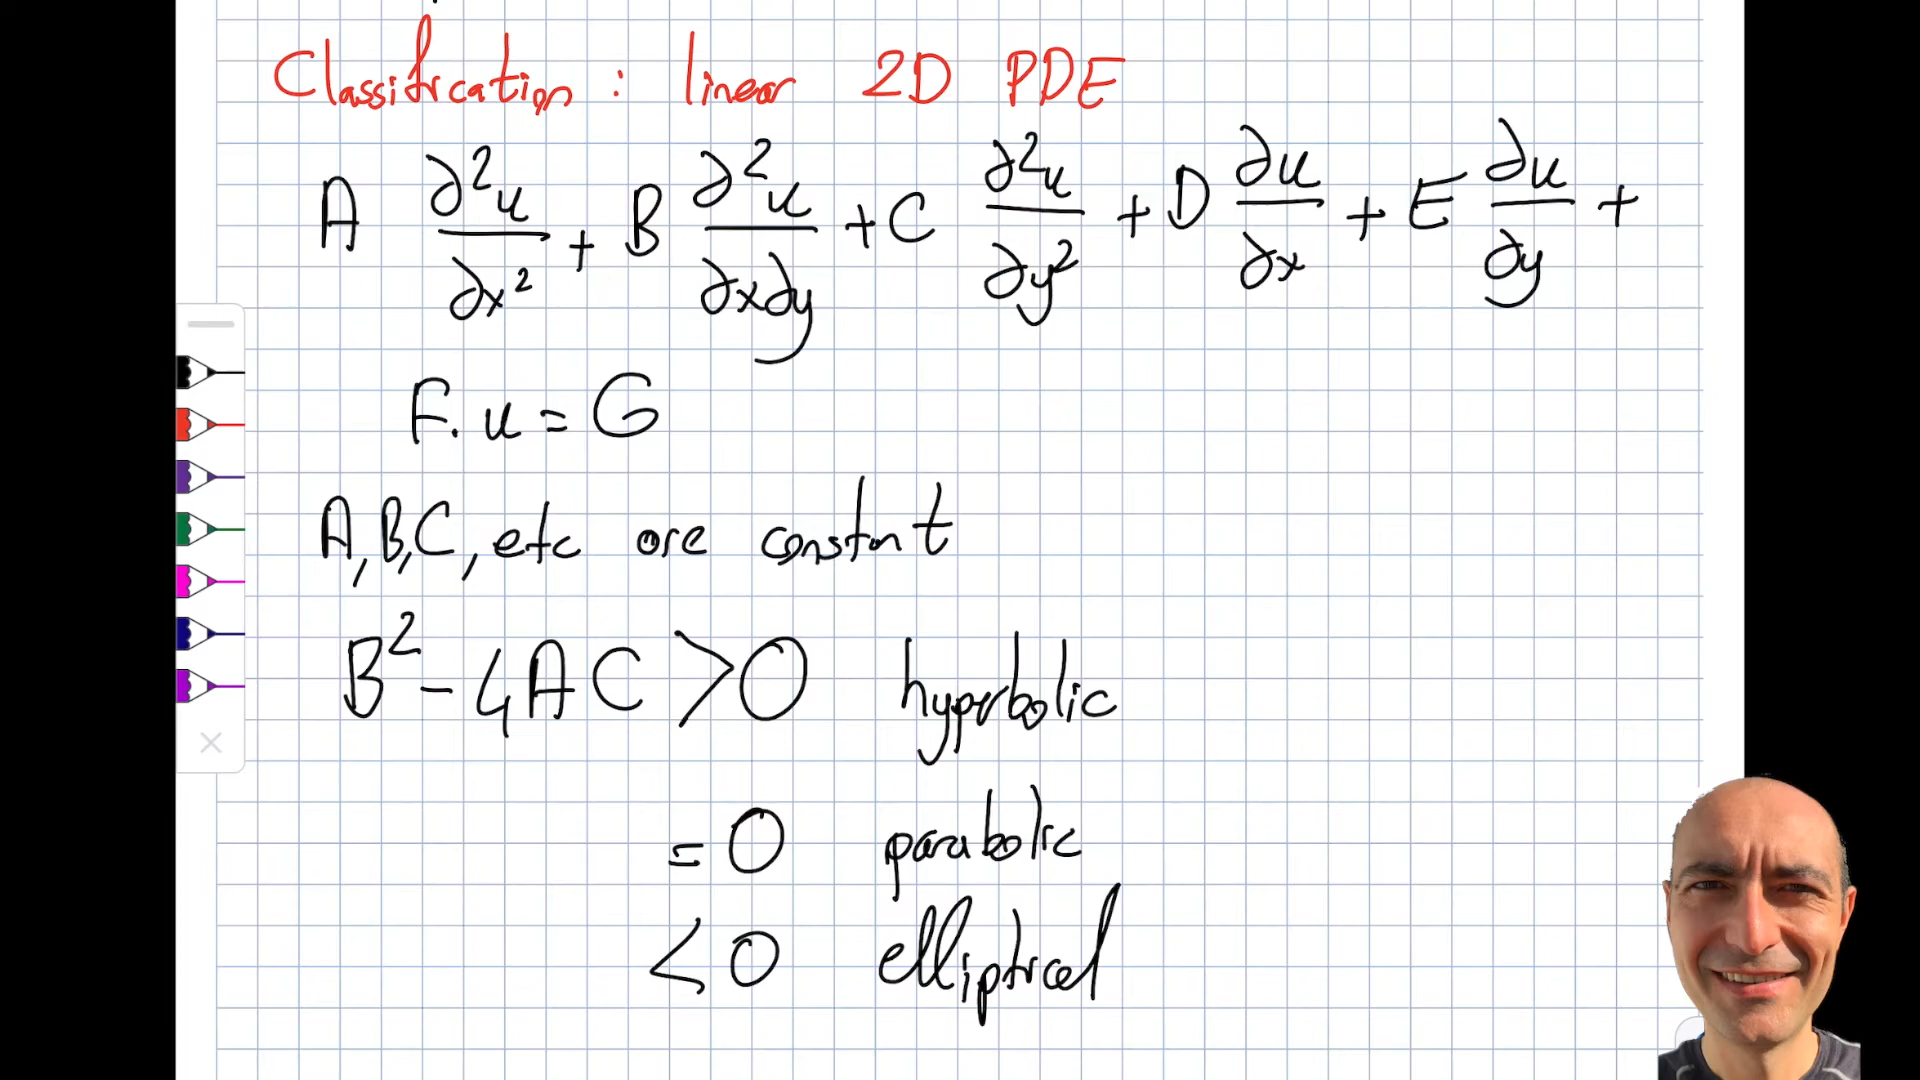 Classification: linear 2D PDE
A ∂²u/∂x² + B ∂²u/∂x∂y + C ∂²u/∂y² + D ∂u/∂x + E ∂u/∂y +
F. u = G
A, B, C, etc are constant
B² - 4AC > 0 hyperbolic
= 0 parabolic
< 0 elliptical